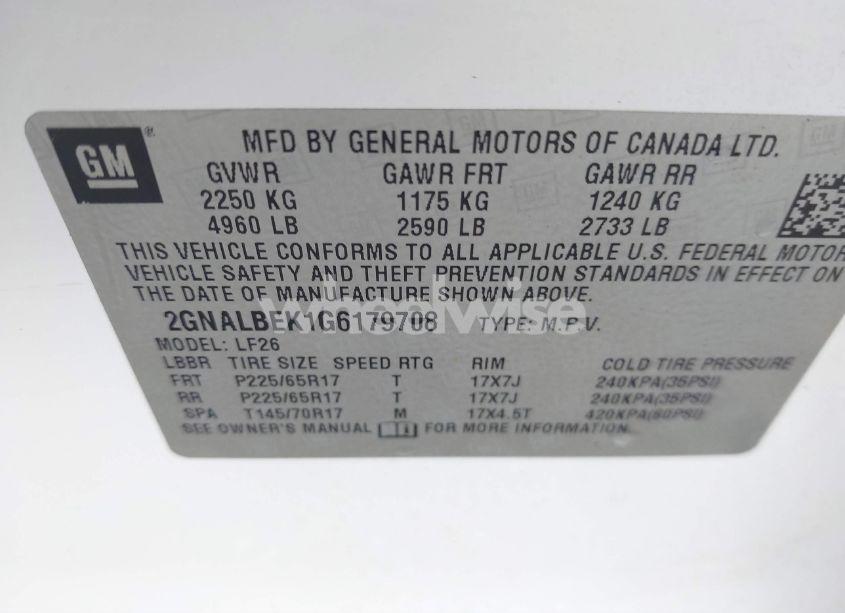 GM
®
MFD BY GENERAL MOTORS OF CANADA LTD.
GVWR GAWR FRT GAWR RR
2250 KG 1175 KG 1240 KG
4960 LB 2590 LB 2733 LB
THIS VEHICLE CONFORMS TO ALL APPLICABLE U.S. FEDERAL MOTOR
VEHICLE SAFETY AND THEFT PREVENTION STANDARDS IN EFFECT ON
THE DATE OF MANUFACTURE SHOWN ABOVE.
wheelwise
2GNALBEK1G6179708 TYPE: M.P.V.
MODEL: LF26
LBBR TIRE SIZE SPEED RTG RIM COLD TIRE PRESSURE
FRT P225/65R17 T 17X7J 240KPA(35PSI)
RR P225/65R17 T 17X7J 240KPA(35PSI)
SPA T145/70R17 M 17X4.5T 420KPA(60PSI)
SEE OWNER'S MANUAL FOR MORE INFORMATION.